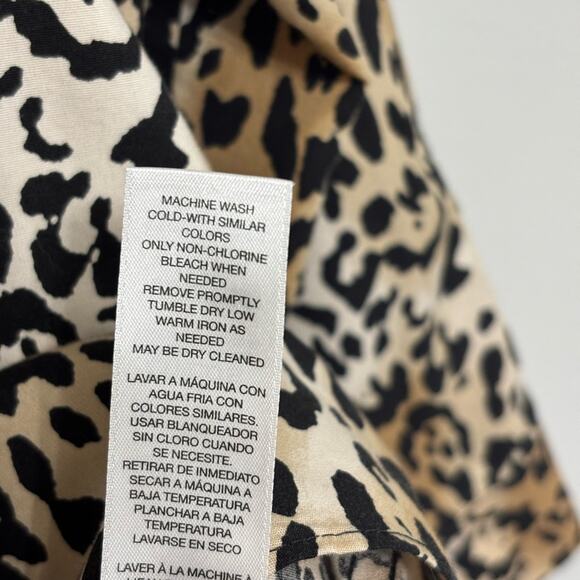 MACHINE WASH
COLD-WITH SIMILAR
COLORS
ONLY NON-CHLORINE
BLEACH WHEN
NEEDED
REMOVE PROMPTLY
TUMBLE DRY LOW
WARM IRON AS
NEEDED
MAY BE DRY CLEANED
LAVAR A MÁQUINA CON
AGUA FRIA CON
COLORES SIMILARES.
USAR BLANQUEADOR
SIN CLORO CUANDO
SE NECESITE.
RETIRAR DE INMEDIATO
SECAR A MÁQUINA A
BAJA TEMPERATURA
PLANCHAR A BAJA
TEMPERATURA
LAVARSE EN SECO
LAVER À LA MACHINE À